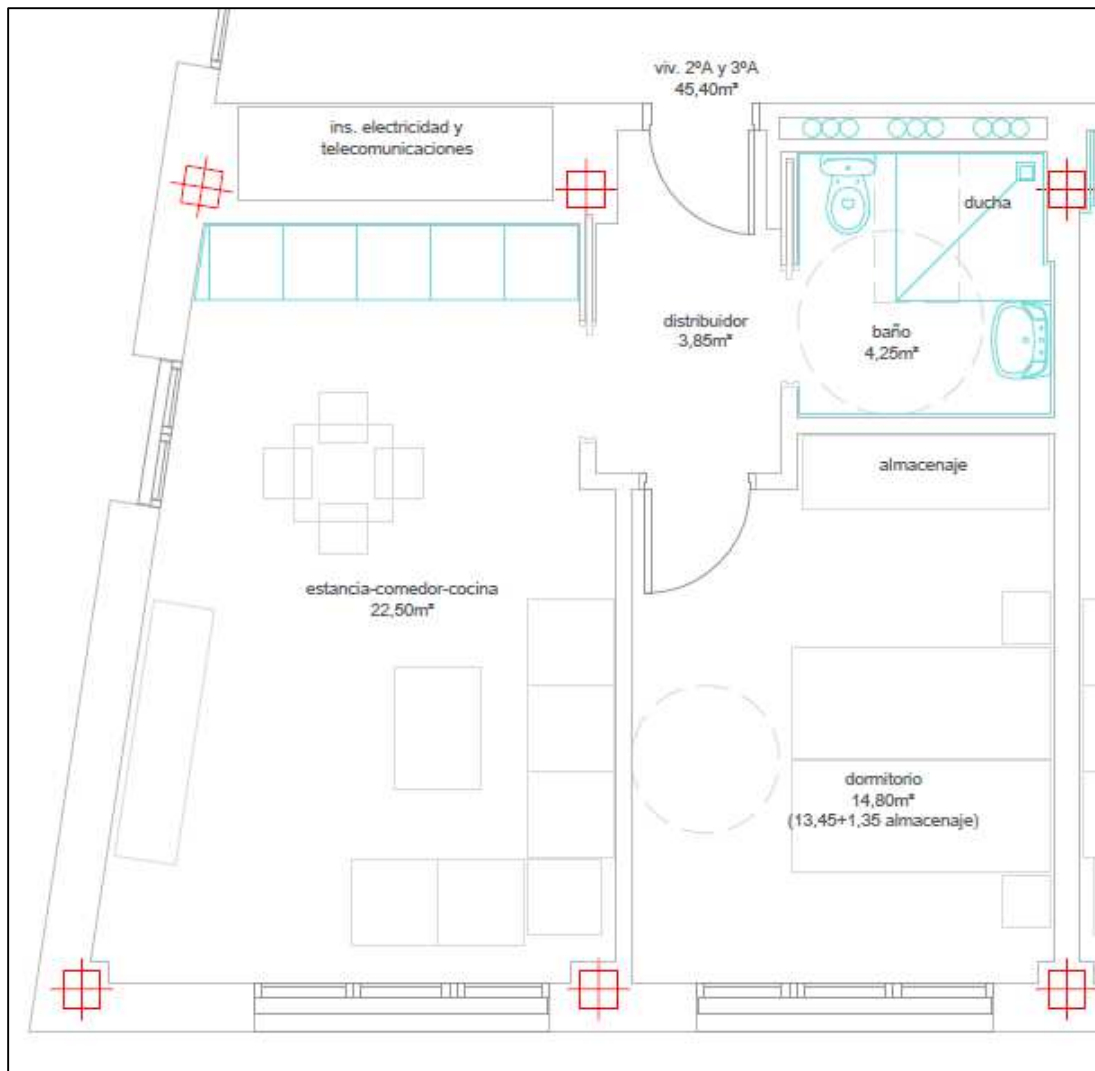 viv. 2ºA y 3ºA
45,40m²
ins. electricidad y
telecomunicaciones
ducha
distribuidor
3,85m²
baño
4,25m²
almacenaje
estancia-comedor-cocina
22,50m²
dormitorio
14,80m²
(13,45+1,35 almacenaje)